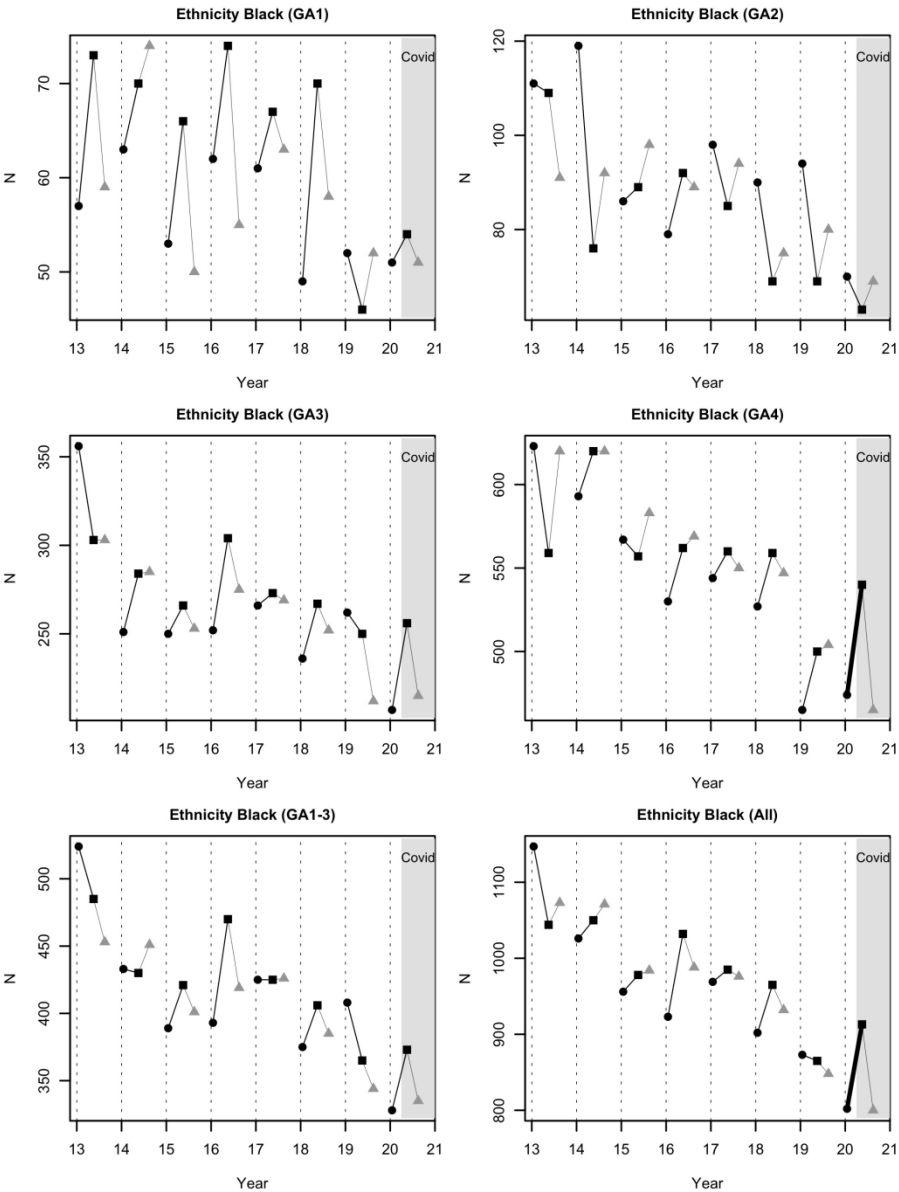 Ethnicity Black (GA1)
N
70
60
50
Covid
13 14 15 16 17 18 19 20 21
Year
Ethnicity Black (GA2)
N
120
100
80
Covid
13 14 15 16 17 18 19 20 21
Year
Ethnicity Black (GA3)
N
350
300
250
Covid
13 14 15 16 17 18 19 20 21
Year
Ethnicity Black (GA4)
N
600
550
500
Covid
13 14 15 16 17 18 19 20 21
Year
Ethnicity Black (GA1-3)
N
500
450
400
350
Covid
13 14 15 16 17 18 19 20 21
Year
Ethnicity Black (All)
N
1100
1000
900
800
Covid
13 14 15 16 17 18 19 20 21
Year